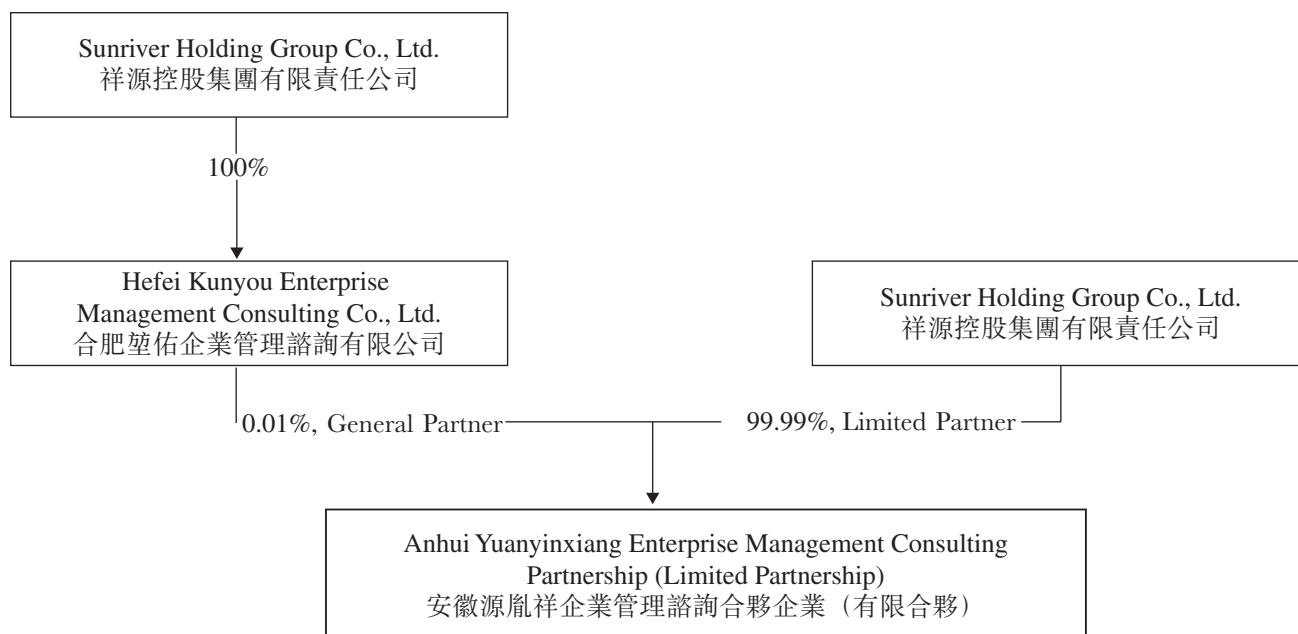 Sunriver Holding Group Co., Ltd.
祥源控股集團有限責任公司
100%
Hefei Kunyou Enterprise
Management Consulting Co., Ltd.
合肥堃佑企業管理諮詢有限公司
Sunriver Holding Group Co., Ltd.
祥源控股集團有限責任公司
0.01%, General Partner
99.99%, Limited Partner
Anhui Yuanyinxiang Enterprise Management Consulting
Partnership (Limited Partnership)
安徽源胤祥企業管理諮詢合夥企業（有限合夥）